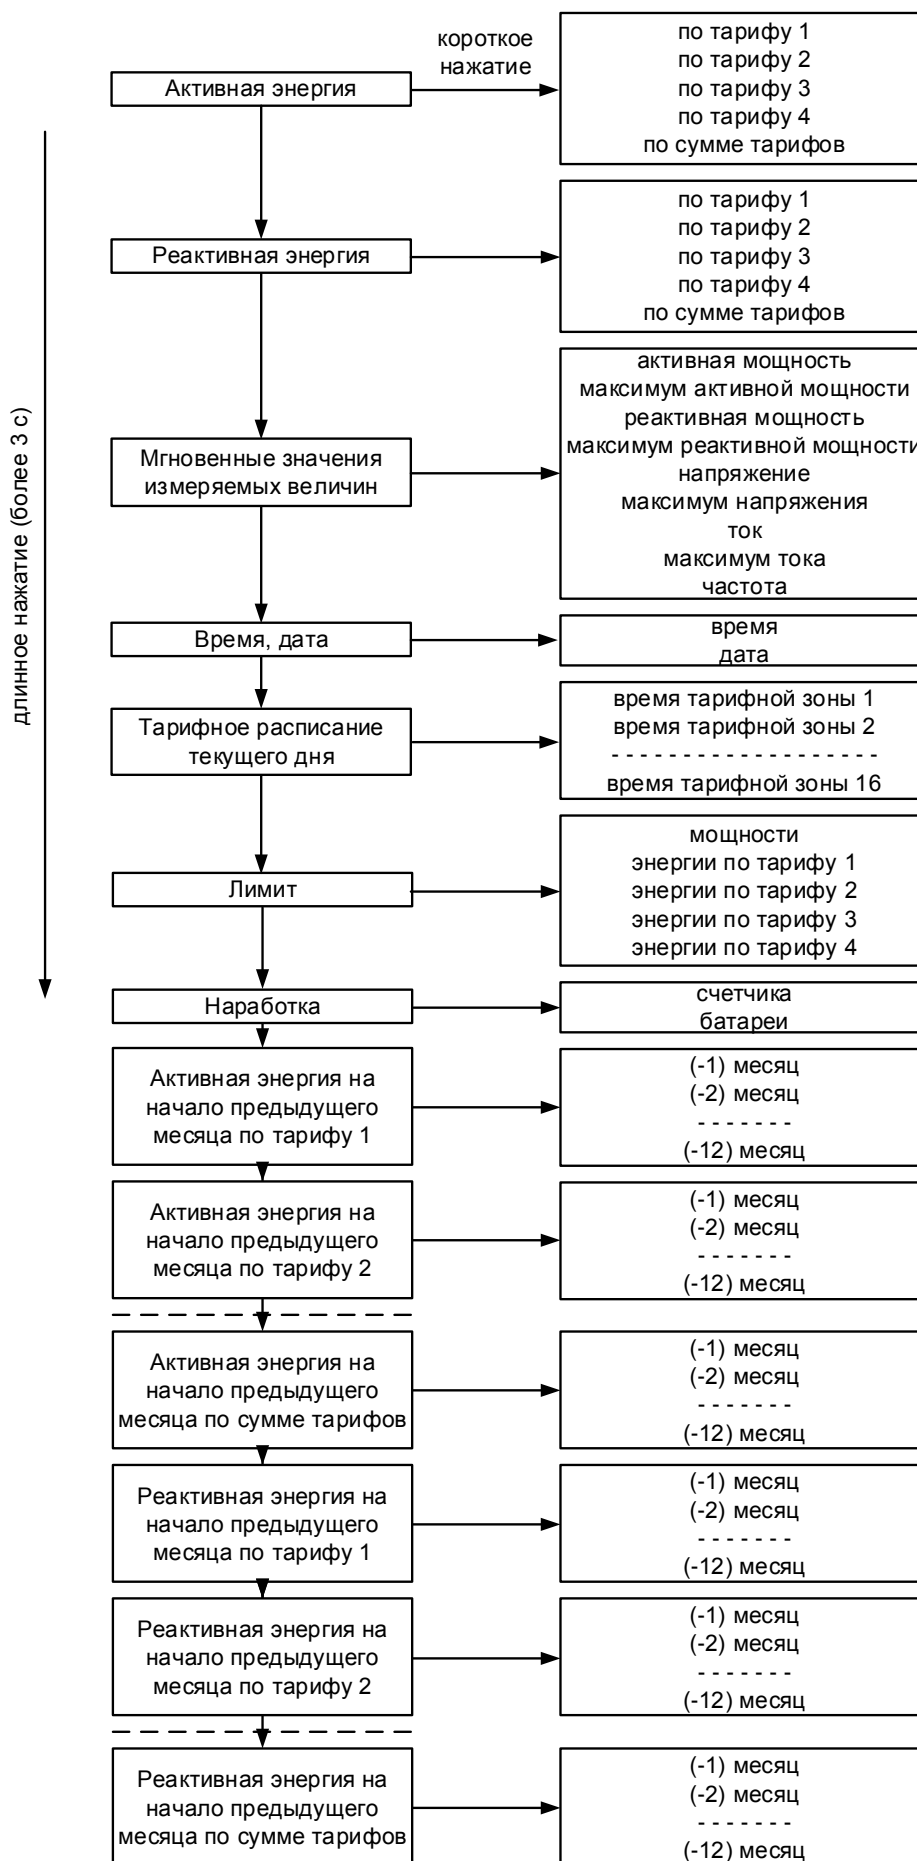 короткое
нажатие
длинное нажатие (более 3 с)
Активная энергия
по тарифу 1
по тарифу 2
по тарифу 3
по тарифу 4
по сумме тарифов
Реактивная энергия
по тарифу 1
по тарифу 2
по тарифу 3
по тарифу 4
по сумме тарифов
Мгновенные значения
измеряемых величин
активная мощность
максимум активной мощности
реактивная мощность
максимум реактивной мощности
напряжение
максимум напряжения
ток
максимум тока
частота
Время, дата
время
дата
Тарифное расписание
текущего дня
время тарифной зоны 1
время тарифной зоны 2
- - - - - - - - - - - - - - - - - - -
время тарифной зоны 16
Лимит
мощности
энергии по тарифу 1
энергии по тарифу 2
энергии по тарифу 3
энергии по тарифу 4
Наработка
счетчика
батареи
Активная энергия на
начало предыдущего
месяца по тарифу 1
(-1) месяц
(-2) месяц
- - - - - - -
(-12) месяц
Активная энергия на
начало предыдущего
месяца по тарифу 2
(-1) месяц
(-2) месяц
- - - - - - -
(-12) месяц
Активная энергия на
начало предыдущего
месяца по сумме тарифов
(-1) месяц
(-2) месяц
- - - - - - -
(-12) месяц
Реактивная энергия на
начало предыдущего
месяца по тарифу 1
(-1) месяц
(-2) месяц
- - - - - - -
(-12) месяц
Реактивная энергия на
начало предыдущего
месяца по тарифу 2
(-1) месяц
(-2) месяц
- - - - - - -
(-12) месяц
Реактивная энергия на
начало предыдущего
месяца по сумме тарифов
(-1) месяц
(-2) месяц
- - - - - - -
(-12) месяц